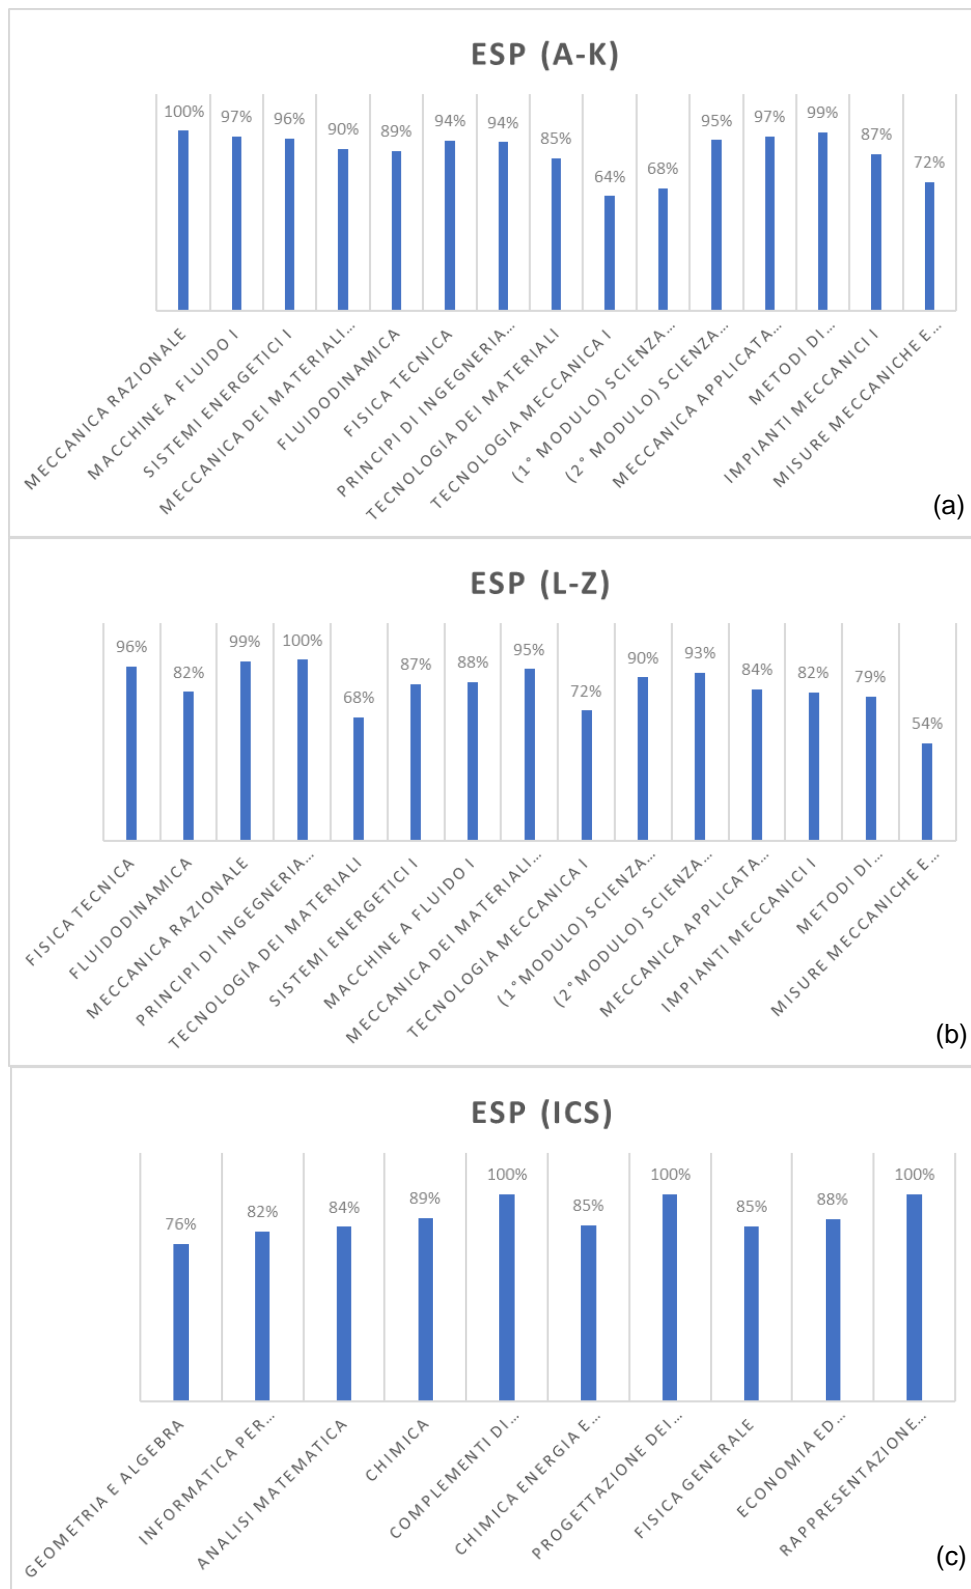 ESP (A-K)
100%
97%
96%
90%
89%
94%
94%
85%
64%
68%
95%
97%
99%
87%
72%
MECCANICA RAZIONALE
MACCHINE A FLUIDO I
SISTEMI ENERGETICI I
MECCANICA DEI MATERIALI...
FLUIDODINAMICA
FISICA TECNICA
PRINCIPI DI INGEGNERIA...
TECNOLOGIA DEI MATERIALI
TECNOLOGIA MECCANICA I
(1° MODULO) SCIENZA...
(2° MODULO) SCIENZA...
MECCANICA APPLICATA...
METODI DI...
IMPIANTI MECCANICI I
MISURE MECCANICHE E...
(a)
ESP (L-Z)
96%
82%
99%
100%
68%
87%
88%
95%
72%
90%
93%
84%
82%
79%
54%
FISICA TECNICA
FLUIDODINAMICA
MECCANICA RAZIONALE
PRINCIPI DI INGEGNERIA...
TECNOLOGIA DEI MATERIALI
SISTEMI ENERGETICI I
MACCHINE A FLUIDO I
MECCANICA DEI MATERIALI...
TECNOLOGIA MECCANICA I
(1°MODULO) SCIENZA...
(2°MODULO) SCIENZA...
MECCANICA APPLICATA...
IMPIANTI MECCANICI I
METODI DI...
MISURE MECCANICHE E...
(b)
ESP (ICS)
76%
82%
84%
89%
100%
85%
100%
85%
88%
100%
GEOMETRIA E ALGEBRA
INFORMATICA PER...
ANALISI MATEMATICA
CHIMICA
COMPLEMENTI DI...
CHIMICA ENERGIA E...
PROGETTAZIONE DEI...
FISICA GENERALE
ECONOMIA ED...
RAPPRESENTAZIONE...
(c)